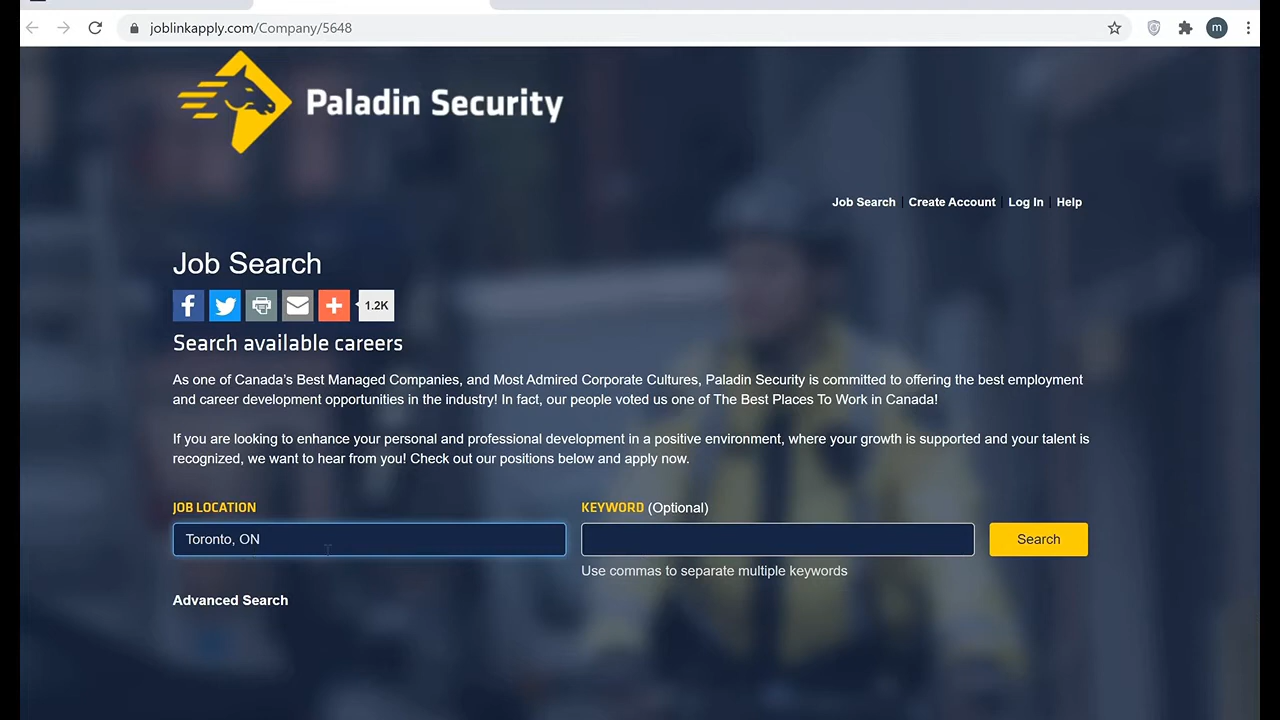 joblinkapply.com/Company/5648
m
Paladin Security
Job Search | Create Account | Log In | Help
Job Search
1.2K
Search available careers
As one of Canada's Best Managed Companies, and Most Admired Corporate Cultures, Paladin Security is committed to offering the best employment
and career development opportunities in the industry! In fact, our people voted us one of The Best Places To Work in Canada!
If you are looking to enhance your personal and professional development in a positive environment, where your growth is supported and your talent is
recognized, we want to hear from you! Check out our positions below and apply now.
JOB LOCATION
KEYWORD (Optional)
Toronto, ON
Search
Use commas to separate multiple keywords
Advanced Search